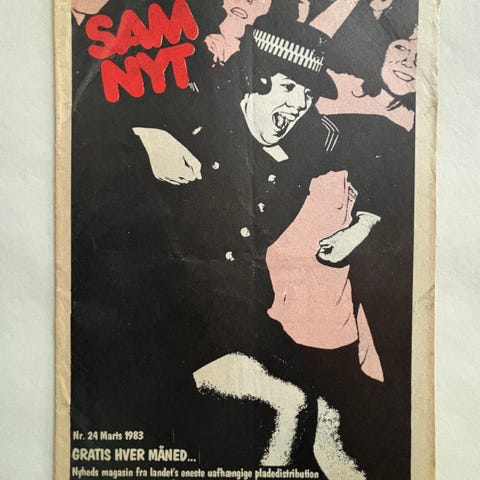 SAM
NYT
Nr. 24 Marts 1983
GRATIS HVER MÅNED...
Nyheds magasin fra landet's eneste uafhængige pladedistribution